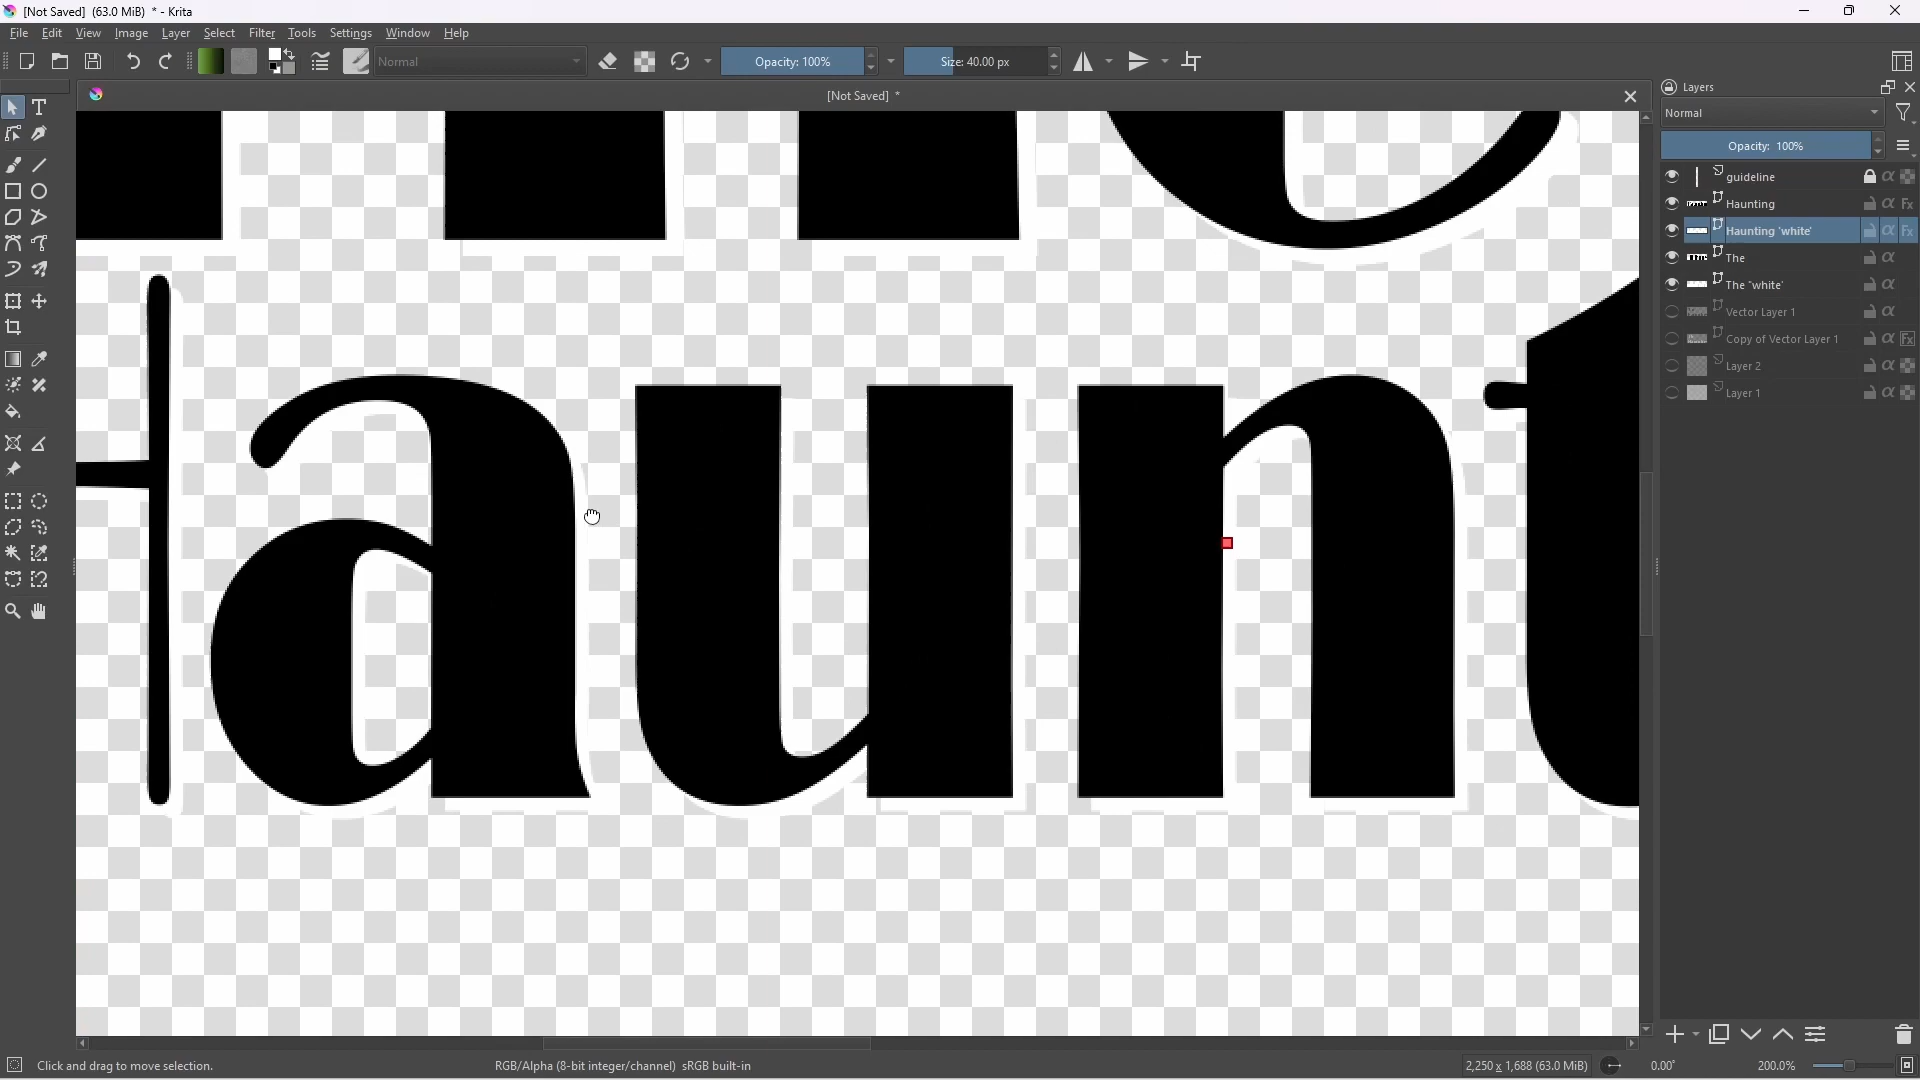 [Not Saved] (63.0 MiB) * - Krita
File Edit View Image Layer Select Filter Tools Settings Window Help
Normal
Opacity: 100%
Size: 40.00 px
[Not Saved] *
Layers
Normal
Opacity: 100%
guideline
Haunting
Haunting 'white'
The
The "white'
Vector Layer 1
Copy of Vector Layer 1
Layer 2
Layer 1
aun
Click and drag to move selection.
RGB/Alpha (8-bit integer/channel) sRGB built-in
2,250 x 1,688 (63.0 MiB)
0.00°
200.0%